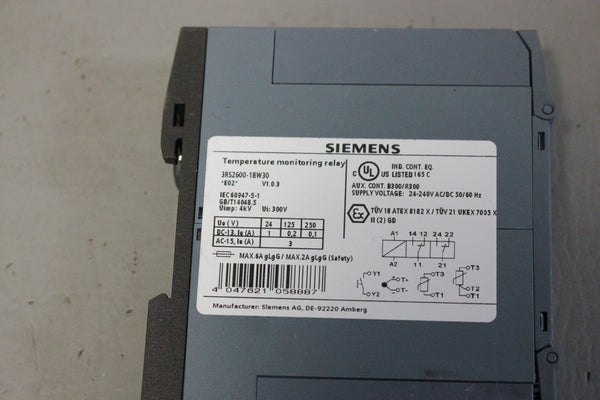 SIEMENS
Temperature monitoring relay
3RS2600-1BW30
"E02" V1.0.3
IEC 60947-5-1
GB/T14048.5
Uimp: 4kV Ui: 300V
IND. CONT. EQ.
C UL US LISTED 165 C
AUX. CONT. B300/R300
SUPPLY VOLTAGE: 24-240V AC/DC 50/60 Hz
Ex TÜV 18 ATEX 8182 X / TÜV 21 UKEX 7005 X
II (2) GD
Ue (V) 24 125 250
DC-13, Ie (A) 1 0,2 0,1
AC-15, Ie (A) 3
MAX.6A gLgG / MAX.2A gLgG (Safety)
A1 14 12 24 22
A2 11 21
Y1 T+ T3 T3
Y2 T- T1 T2
T1
4 047621 058887
Manufacturer: Siemens AG, DE-92220 Amberg